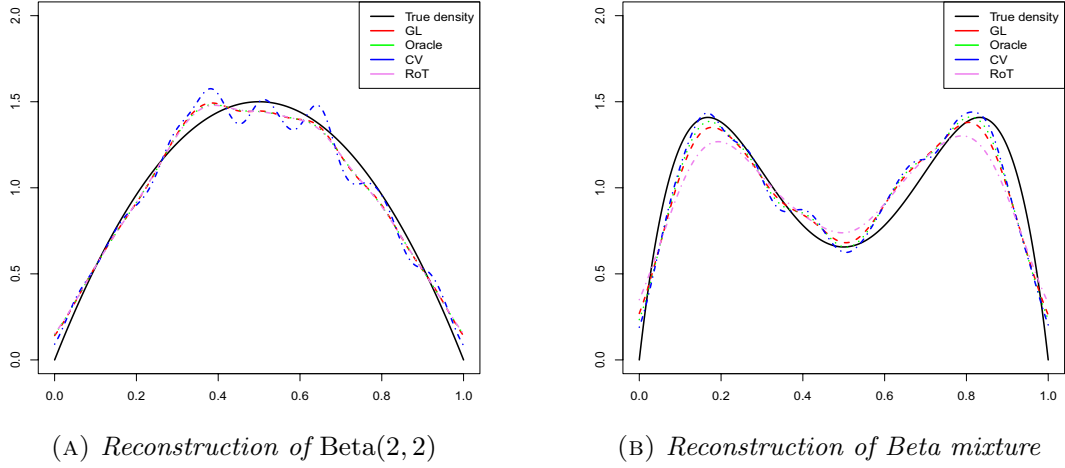 2.0
1.5
1.0
0.5
0.0
0.0 0.2 0.4 0.6 0.8 1.0
True density
GL
Oracle
CV
RoT
(A) Reconstruction of Beta(2, 2)
2.0
1.5
1.0
0.5
0.0
0.0 0.2 0.4 0.6 0.8 1.0
True density
GL
Oracle
CV
RoT
(B) Reconstruction of Beta mixture